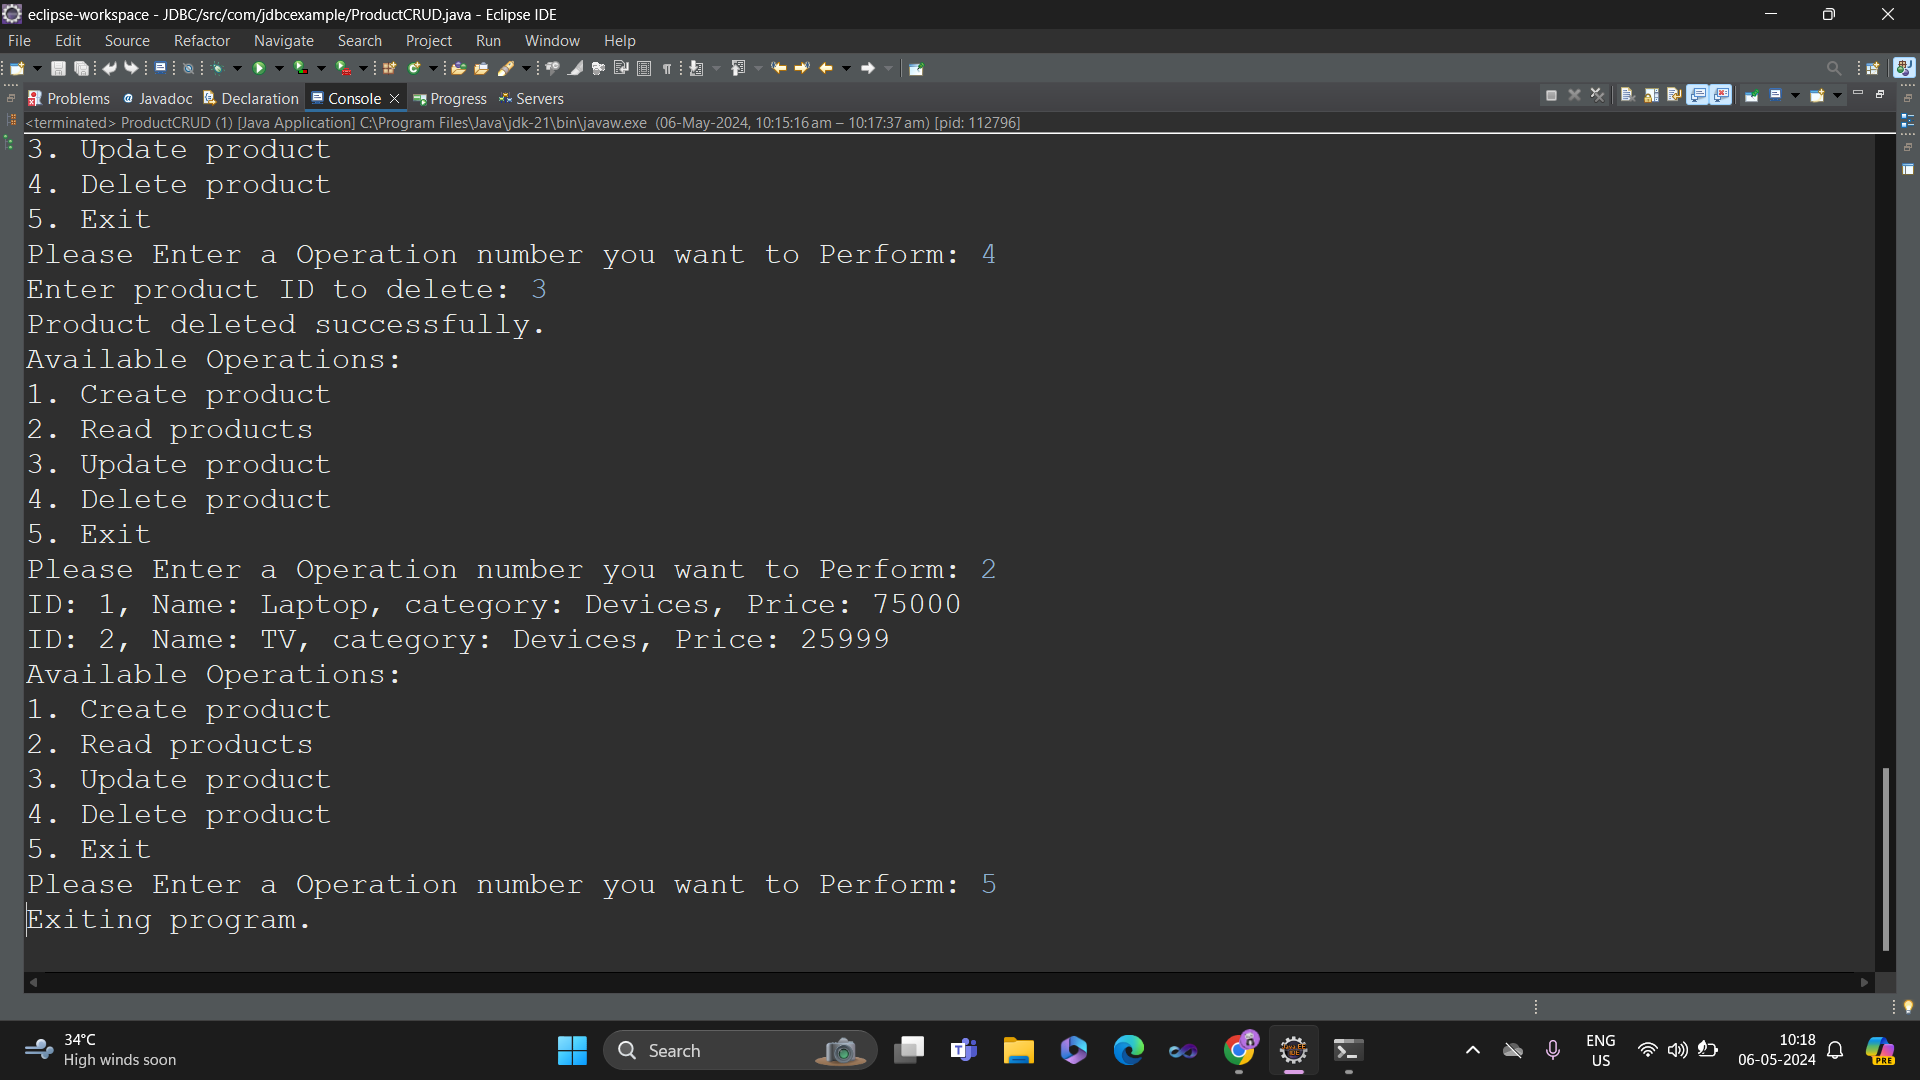 eclipse-workspace - JDBC/src/com/jdbcexample/ProductCRUD.java - Eclipse IDE
File Edit Source Refactor Navigate Search Project Run Window Help
Problems Javadoc Declaration Console Progress Servers
<terminated> ProductCRUD (1) [Java Application] C:\Program Files\Java\jdk-21\bin\javaw.exe (06-May-2024, 10:15:16 am – 10:17:37 am) [pid: 112796]
3. Update product
4. Delete product
5. Exit
Please Enter a Operation number you want to Perform: 4
Enter product ID to delete: 3
Product deleted successfully.
Available Operations:
1. Create product
2. Read products
3. Update product
4. Delete product
5. Exit
Please Enter a Operation number you want to Perform: 2
ID: 1, Name: Laptop, category: Devices, Price: 75000
ID: 2, Name: TV, category: Devices, Price: 25999
Available Operations:
1. Create product
2. Read products
3. Update product
4. Delete product
5. Exit
Please Enter a Operation number you want to Perform: 5
Exiting program.
34°C
High winds soon
Search
ENG
US
10:18
06-05-2024
PRE